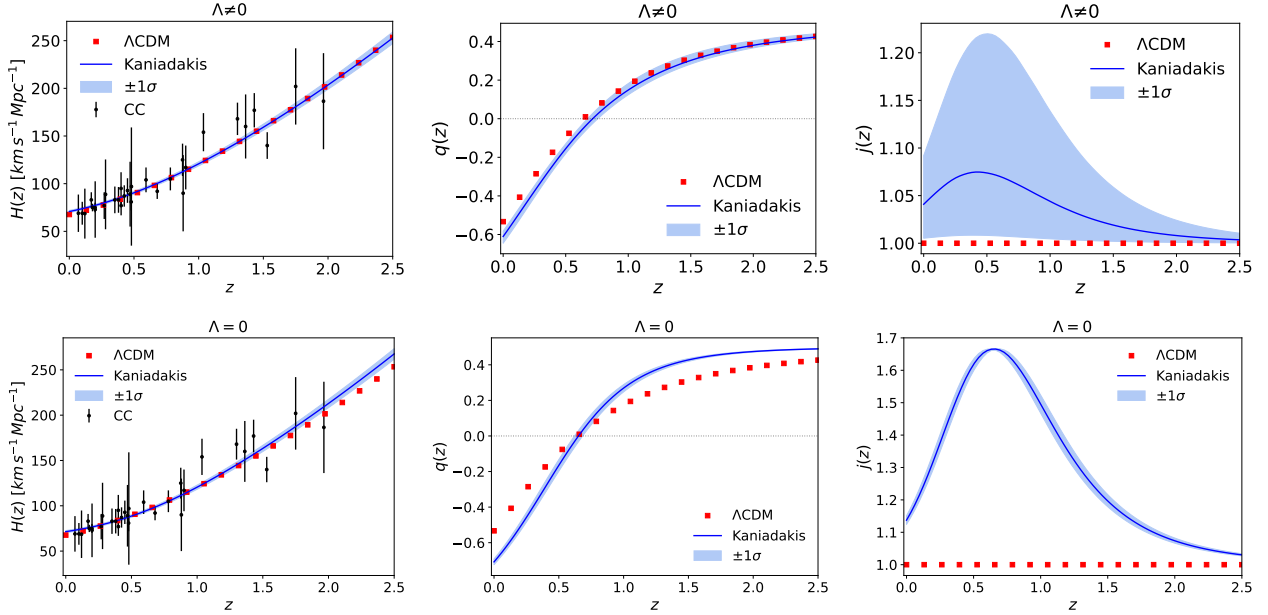 Λ≠0
H(z) [km s⁻¹ Mpc⁻¹]
250
200
150
100
50
ΛCDM
Kaniadakis
±1σ
CC
0.0 0.5 1.0 1.5 2.0 2.5
z
Λ≠0
q(z)
0.4
0.2
0.0
−0.2
−0.4
−0.6
ΛCDM
Kaniadakis
±1σ
0.0 0.5 1.0 1.5 2.0 2.5
z
Λ≠0
j(z)
1.20
1.15
1.10
1.05
1.00
ΛCDM
Kaniadakis
±1σ
0.0 0.5 1.0 1.5 2.0 2.5
z
Λ = 0
H(z) [km s⁻¹ Mpc⁻¹]
250
200
150
100
50
ΛCDM
Kaniadakis
±1σ
CC
0.0 0.5 1.0 1.5 2.0 2.5
z
Λ = 0
q(z)
0.4
0.2
0.0
−0.2
−0.4
−0.6
ΛCDM
Kaniadakis
±1σ
0.0 0.5 1.0 1.5 2.0 2.5
z
Λ = 0
j(z)
1.7
1.6
1.5
1.4
1.3
1.2
1.1
1.0
ΛCDM
Kaniadakis
±1σ
0.0 0.5 1.0 1.5 2.0 2.5
z